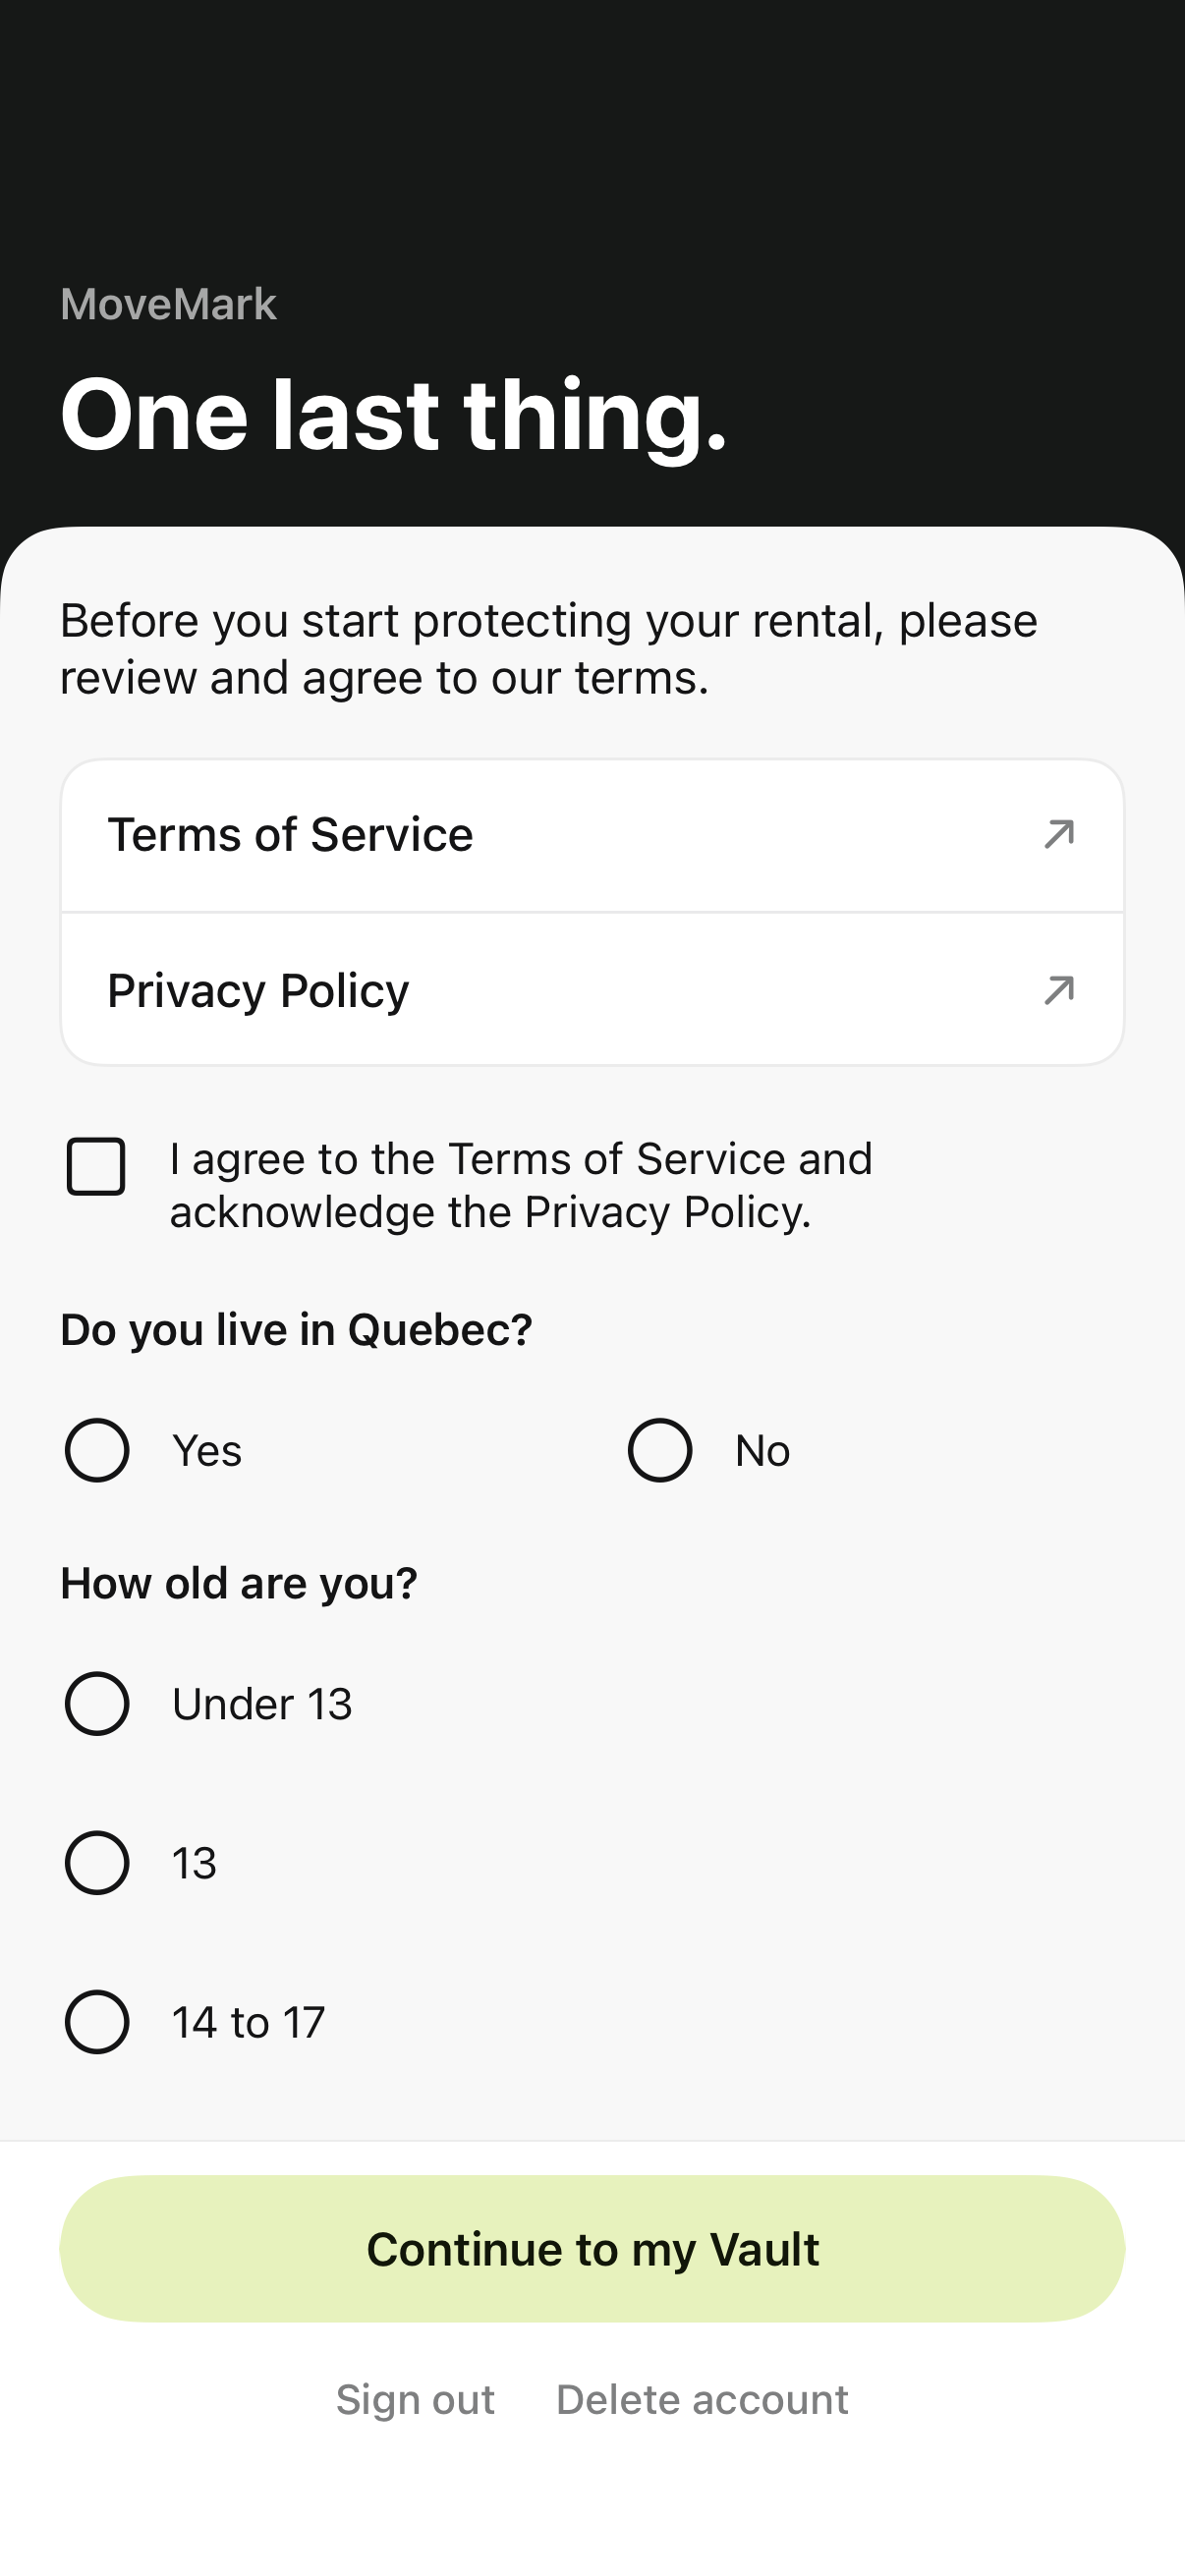 MoveMark
One last thing.
Before you start protecting your rental, please
review and agree to our terms.
Terms of Service
Privacy Policy
I agree to the Terms of Service and
acknowledge the Privacy Policy.
Do you live in Quebec?
Yes No
How old are you?
Under 13
13
14 to 17
Continue to my Vault
Sign out Delete account